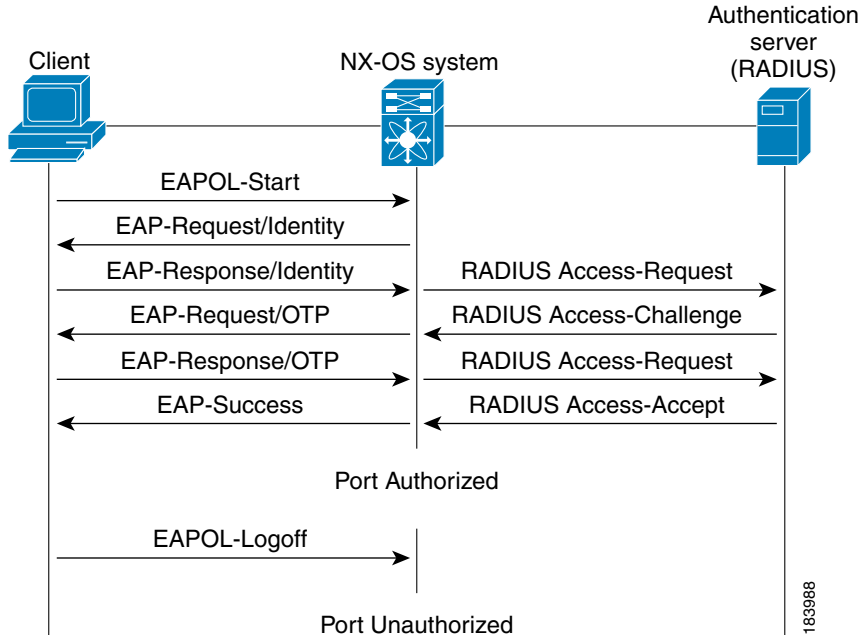 Client
NX-OS system
Authentication
server
(RADIUS)
EAPOL-Start
EAP-Request/Identity
EAP-Response/Identity
RADIUS Access-Request
EAP-Request/OTP
RADIUS Access-Challenge
EAP-Response/OTP
RADIUS Access-Request
EAP-Success
RADIUS Access-Accept
Port Authorized
EAPOL-Logoff
Port Unauthorized
183988